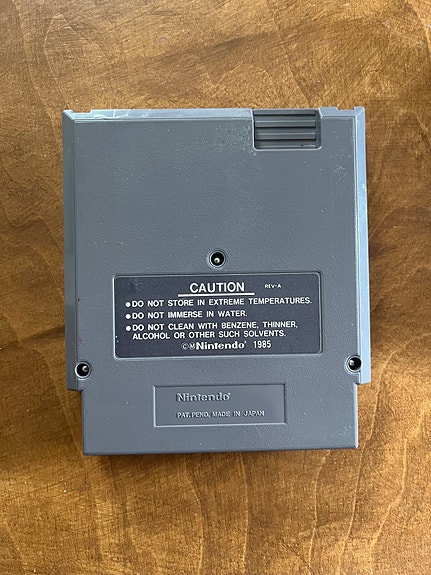 CAUTION REV-A
●DO NOT STORE IN EXTREME TEMPERATURES.
●DO NOT IMMERSE IN WATER.
●DO NOT CLEAN WITH BENZENE, THINNER,
ALCOHOL OR OTHER SUCH SOLVENTS.
©ⓂNintendo® 1985
Nintendo®
PAT. PEND. MADE IN JAPAN